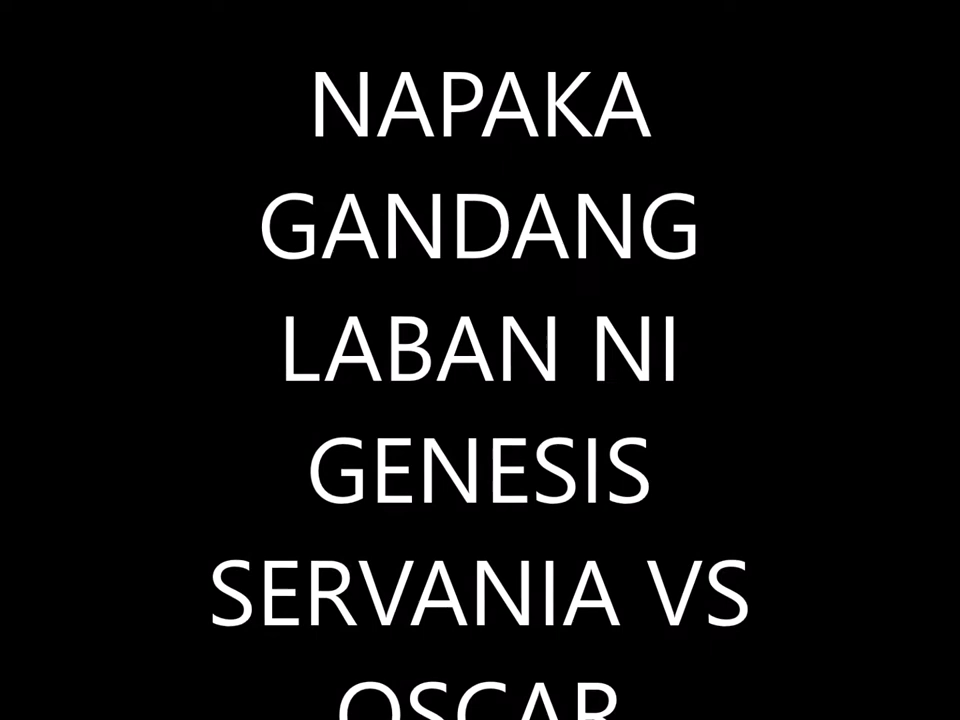 NAPAKA
GANDANG
LABAN NI
GENESIS
SERVANIA VS
OSCAR